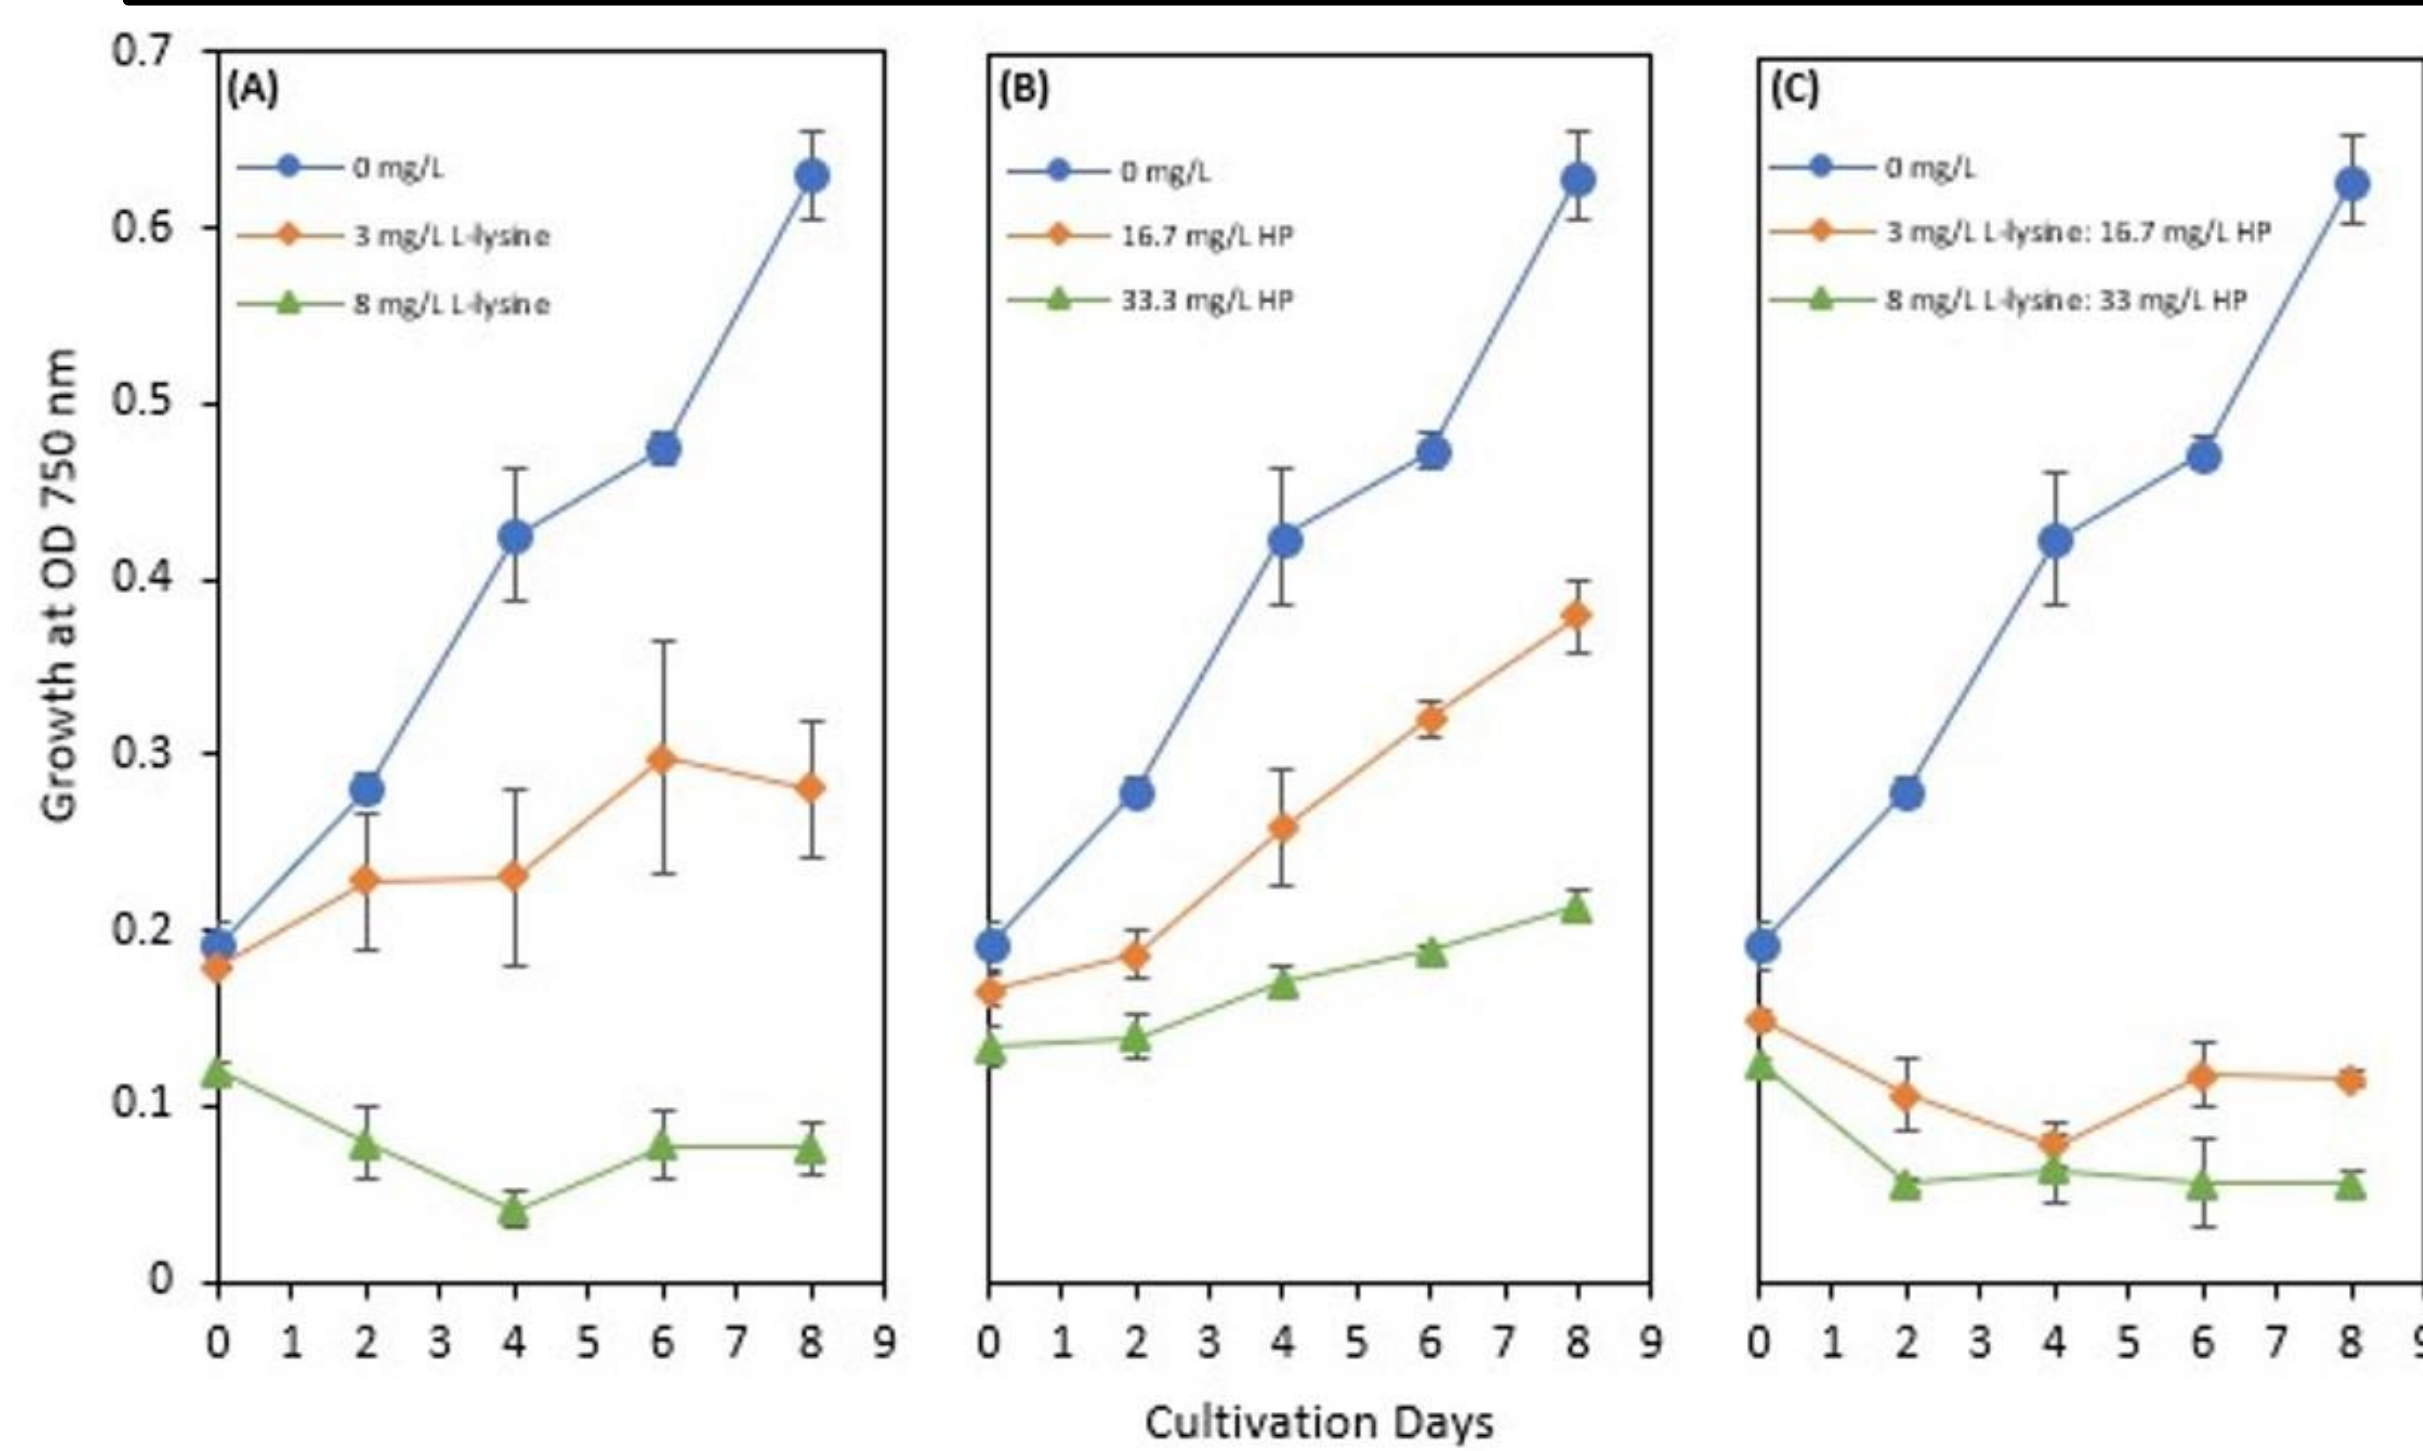 0.7
0.6
0.5
0.4
0.3
0.2
0.1
0
Growth at OD 750 nm
(A)
0 mg/L
3 mg/L L-lysine
8 mg/L L-lysine
0 1 2 3 4 5 6 7 8 9
(B)
0 mg/L
16.7 mg/L HP
33.3 mg/L HP
0 1 2 3 4 5 6 7 8 9
(C)
0 mg/L
3 mg/L L-lysine: 16.7 mg/L HP
8 mg/L L-lysine: 33 mg/L HP
0 1 2 3 4 5 6 7 8 9
Cultivation Days